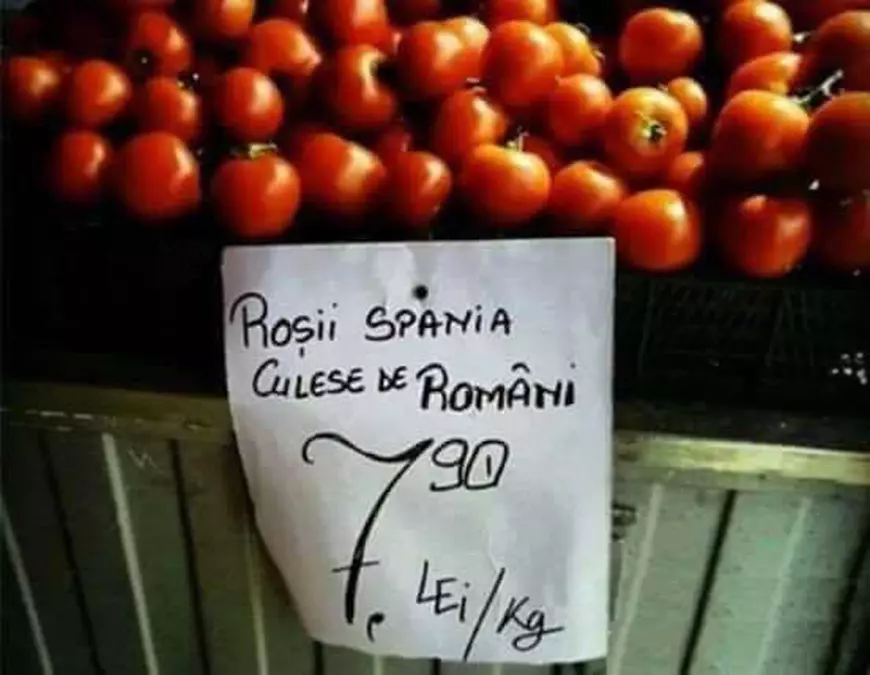 Roșii SPANIA
CULESE DE ROMÂNI
7,90
LEi/Kg